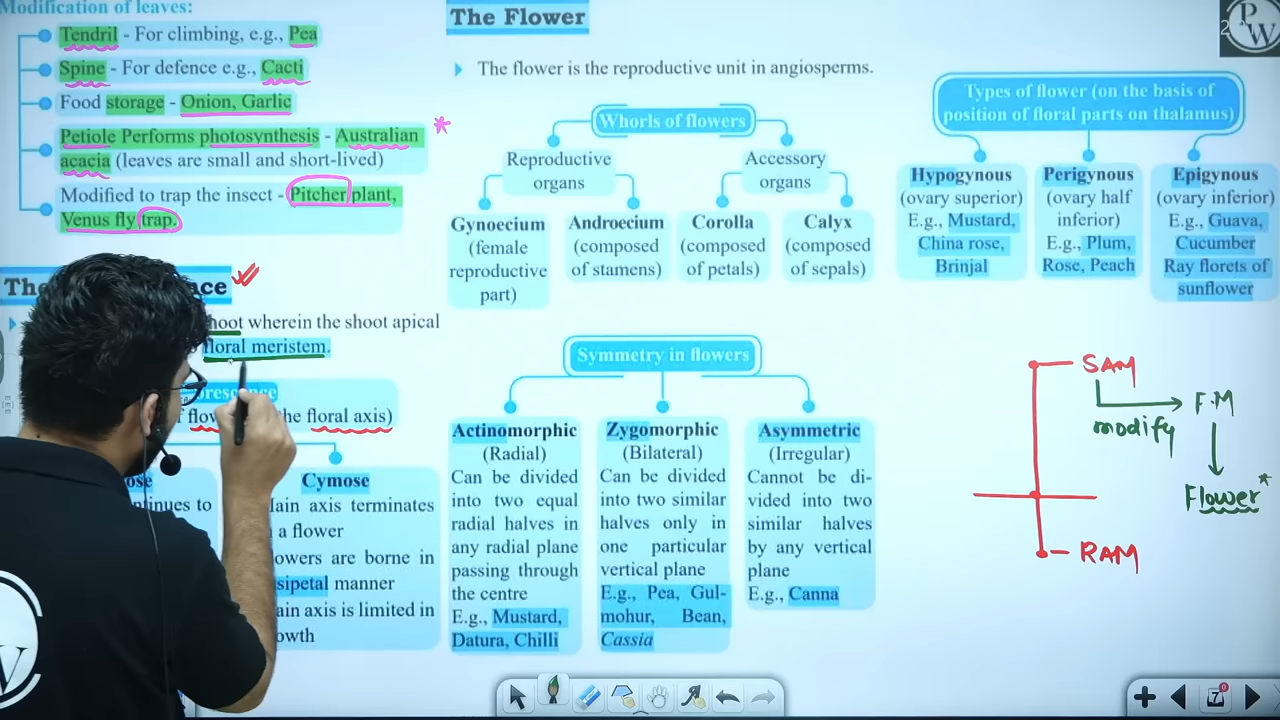 Modification of leaves:
Tendril - For climbing, e.g., Pea
Spine - For defence e.g., Cacti
Food storage - Onion, Garlic
Petiole Performs photosynthesis - Australian
acacia (leaves are small and short-lived)
Modified to trap the insect - Pitcher plant,
Venus fly trap.
hoot wherein the shoot apical
floral meristem.
the floral axis)
ntinues to
Cymose
ain axis terminates
a flower
owers are borne in
sipetal manner
ain axis is limited in
owth
The Flower
The flower is the reproductive unit in angiosperms.
Whorls of flowers
Reproductive
organs
Accessory
organs
Gynoecium
(female
reproductive
part)
Androecium
(composed
of stamens)
Corolla
(composed
of petals)
Calyx
(composed
of sepals)
Types of flower (on the basis of
position of floral parts on thalamus)
Hypogynous
(ovary superior)
E.g., Mustard,
China rose,
Brinjal
Perigynous
(ovary half
inferior)
E.g., Plum,
Rose, Peach
Epigynous
(ovary inferior)
E.g., Guava,
Cucumber
Ray florets of
sunflower
Symmetry in flowers
Actinomorphic
(Radial)
Can be divided
into two equal
radial halves in
any radial plane
passing through
the centre
E.g., Mustard,
Datura, Chilli
Zygomorphic
(Bilateral)
Can be divided
into two similar
halves only in
one particular
vertical plane
E.g., Pea, Gul-
mohur, Bean,
Cassia
Asymmetric
(Irregular)
Cannot be di-
vided into two
similar halves
by any vertical
plane
E.g., Canna
SAM
modify
F.M
Flower*
RAM
PW
W
7